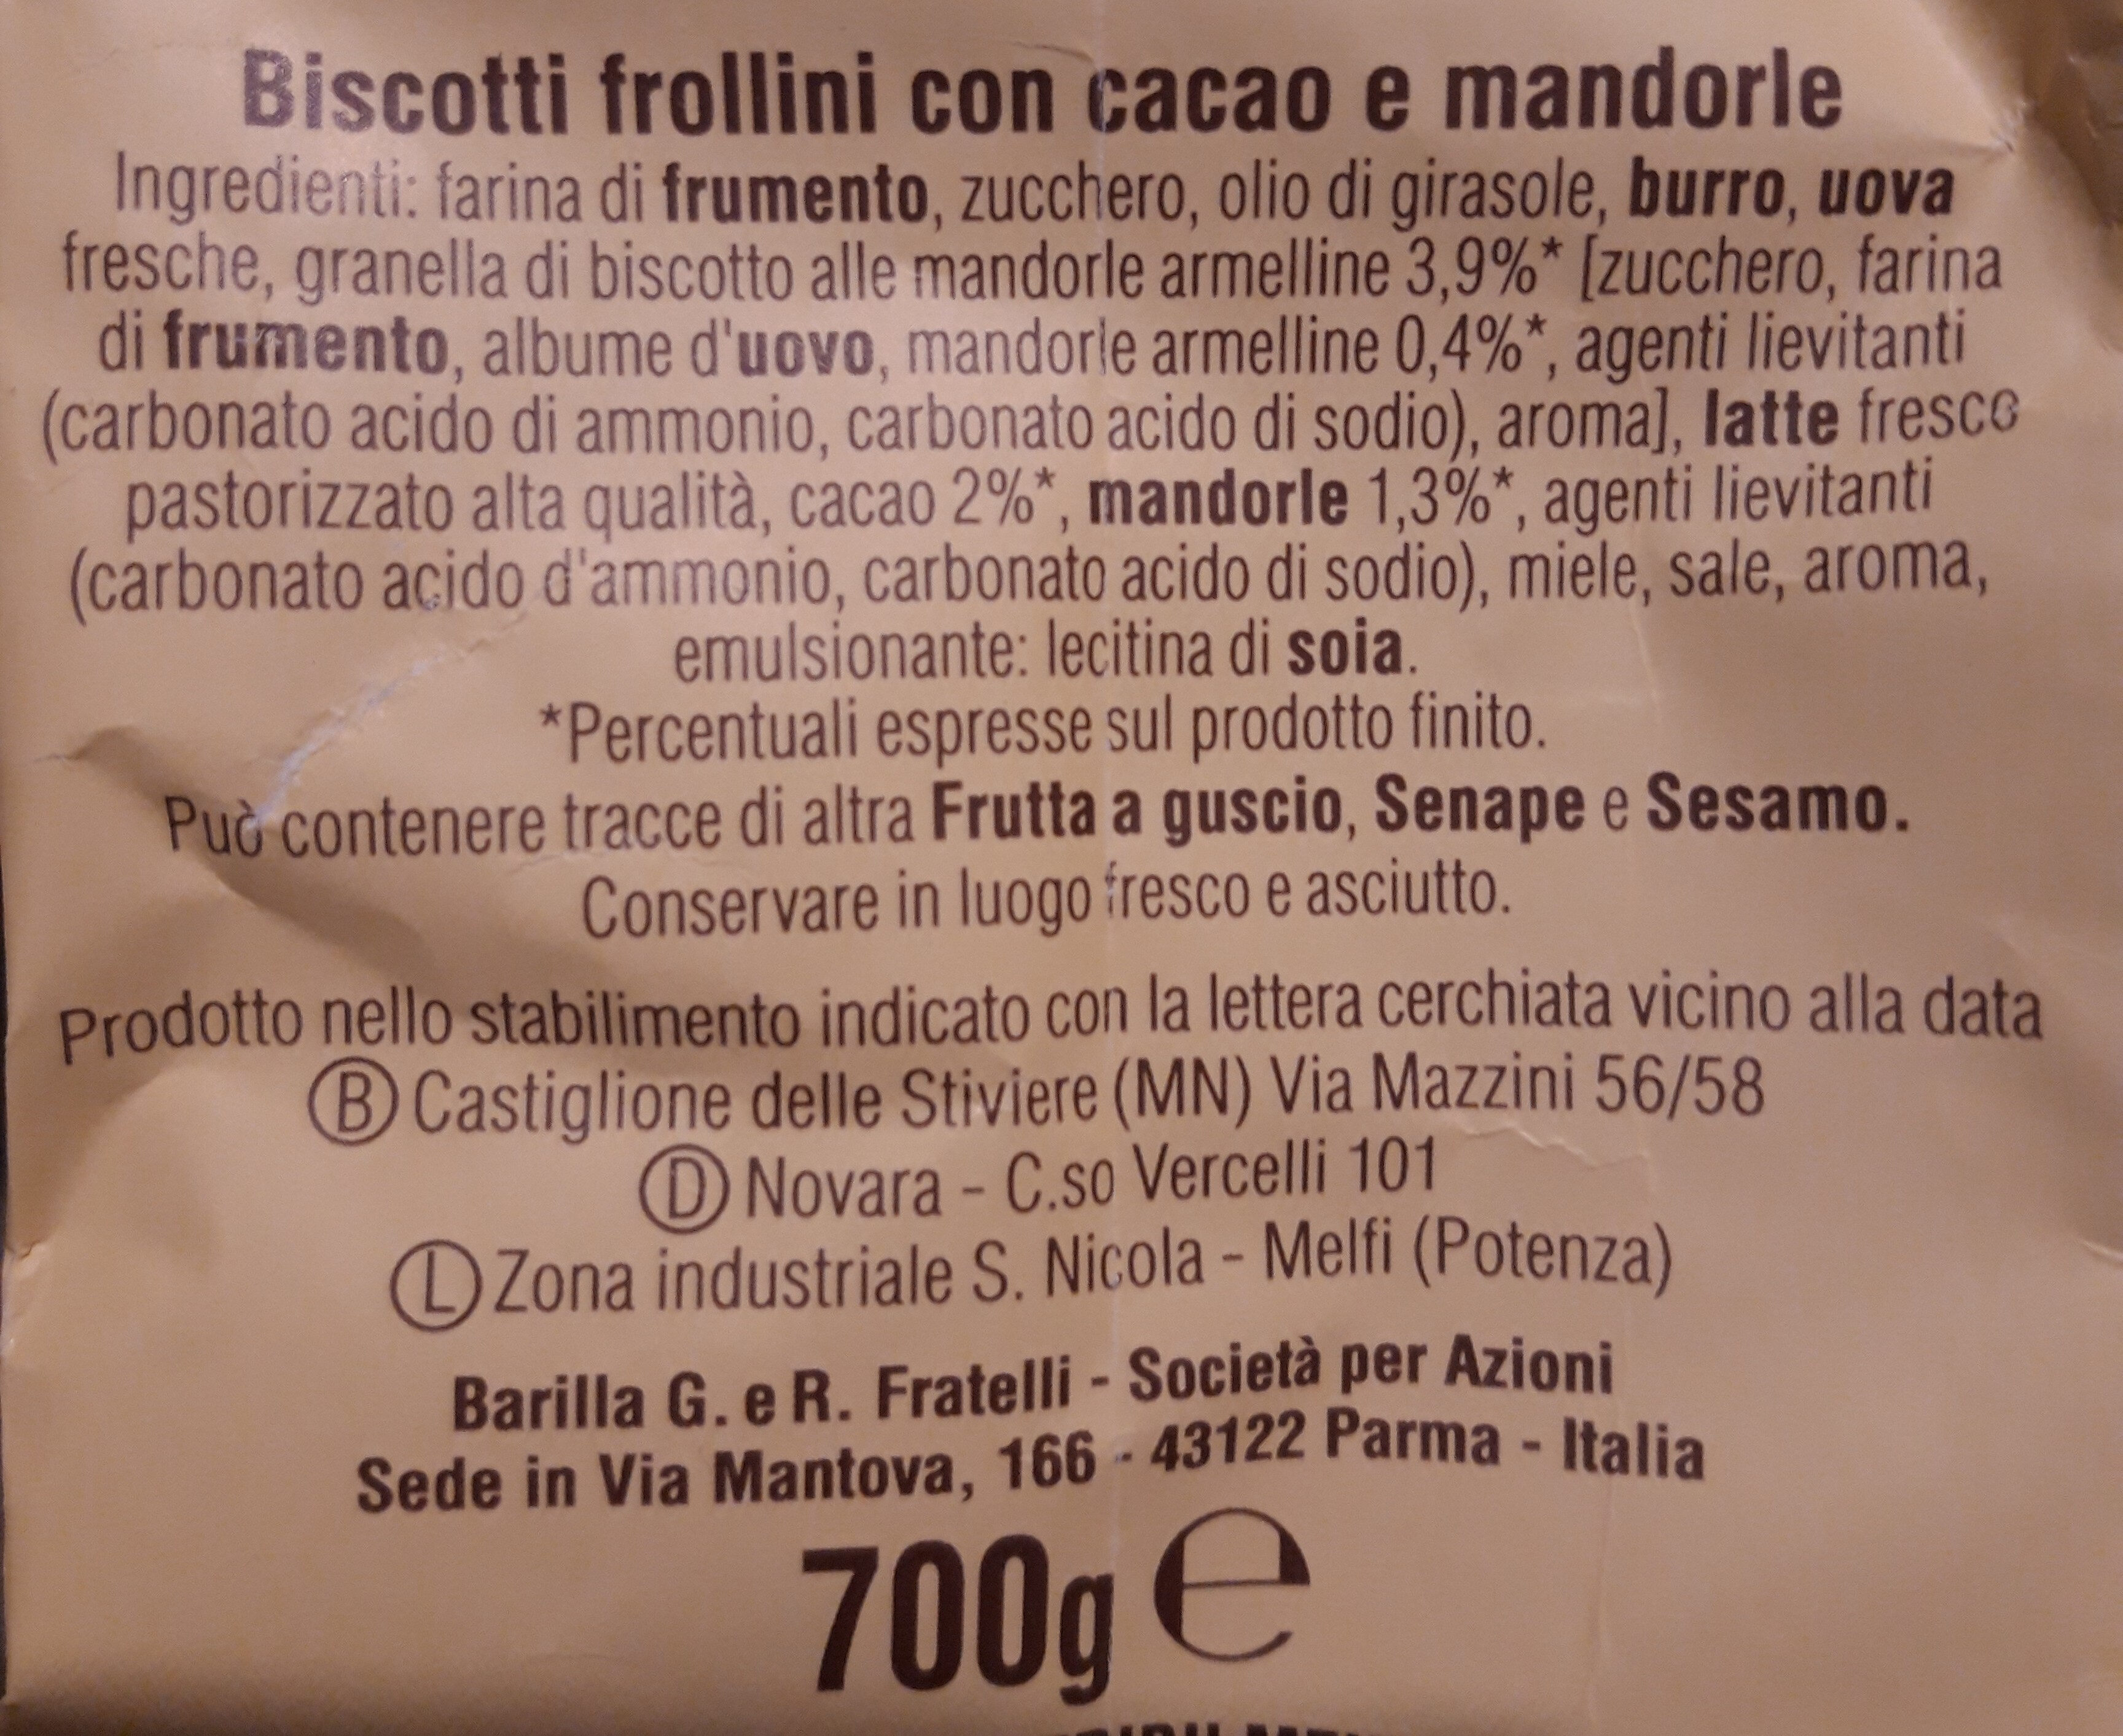 Biscotti frollini con cacao e mandorle
Ingredienti: farina di frumento, zucchero, olio di girasole, burro, uova
fresche, granella di biscotto alle mandorle armelline 3,9%* [zucchero, farina
di frumento, albume d'uovo, mandorle armelline 0,4%*, agenti lievitanti
(carbonato acido di ammonio, carbonato acido di sodio), aroma], latte fresco
pastorizzato alta qualità, cacao 2%*, mandorle 1,3%*, agenti lievitanti
(carbonato acido d'ammonio, carbonato acido di sodio), miele, sale, aroma,
emulsionante: lecitina di soia.
*Percentuali espresse sul prodotto finito.
Può contenere tracce di altra Frutta a guscio, Senape e Sesamo.
Conservare in luogo fresco e asciutto.
Prodotto nello stabilimento indicato con la lettera cerchiata vicino alla data
Ⓑ Castiglione delle Stiviere (MN) Via Mazzini 56/58
Ⓓ Novara - C.so Vercelli 101
Ⓛ Zona industriale S. Nicola - Melfi (Potenza)
Barilla G. e R. Fratelli - Società per Azioni
Sede in Via Mantova, 166 - 43122 Parma - Italia
700g ℮